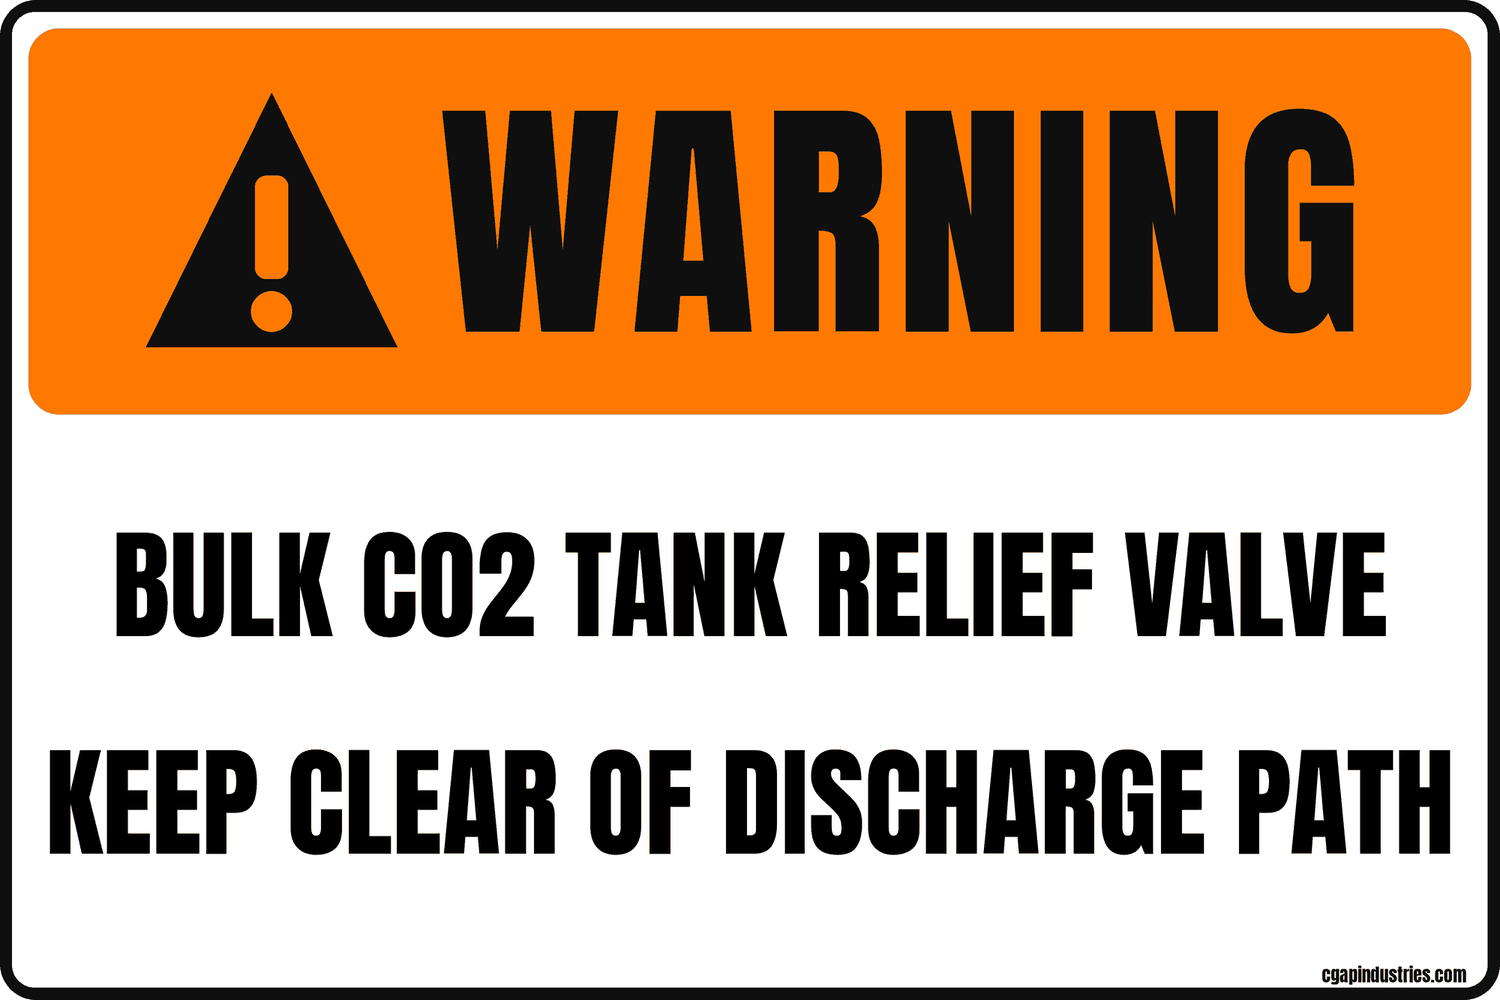 WARNING
BULK CO2 TANK RELIEF VALVE
KEEP CLEAR OF DISCHARGE PATH
cgapindustries.com